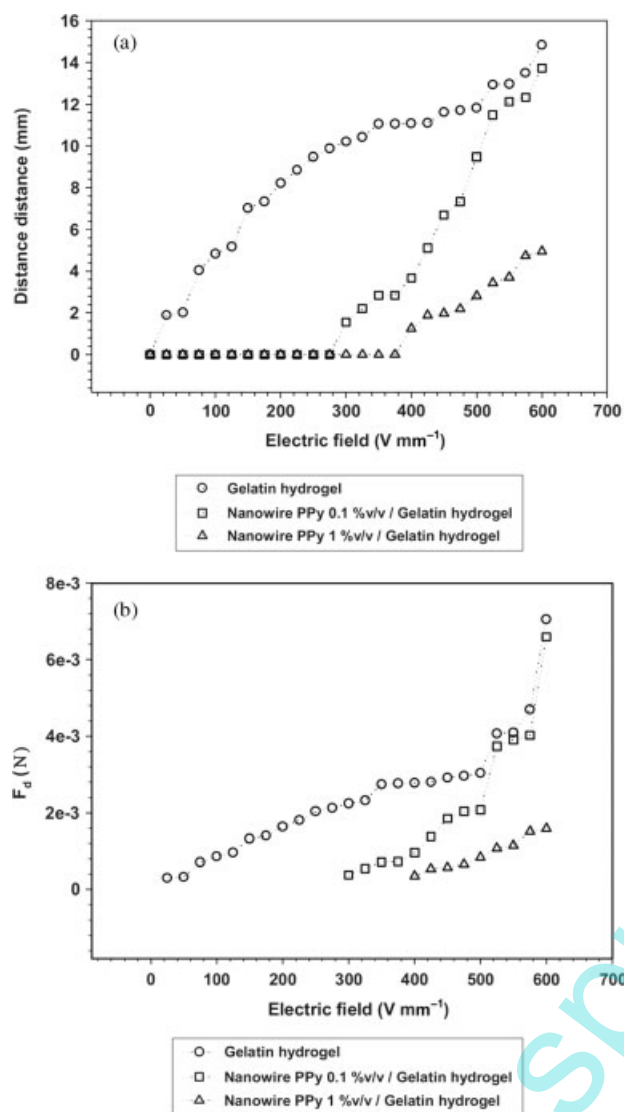 (a)
16
14
12
10
8
6
4
2
0
Distance distance (mm)
0 100 200 300 400 500 600 700
Electric field (V mm⁻¹)
Gelatin hydrogel
Nanowire PPy 0.1 %v/v / Gelatin hydrogel
Nanowire PPy 1 %v/v / Gelatin hydrogel
(b)
8e-3
6e-3
4e-3
2e-3
0
F_d (N)
0 100 200 300 400 500 600 700
Electric field (V mm⁻¹)
Gelatin hydrogel
Nanowire PPy 0.1 %v/v / Gelatin hydrogel
Nanowire PPy 1 %v/v / Gelatin hydrogel